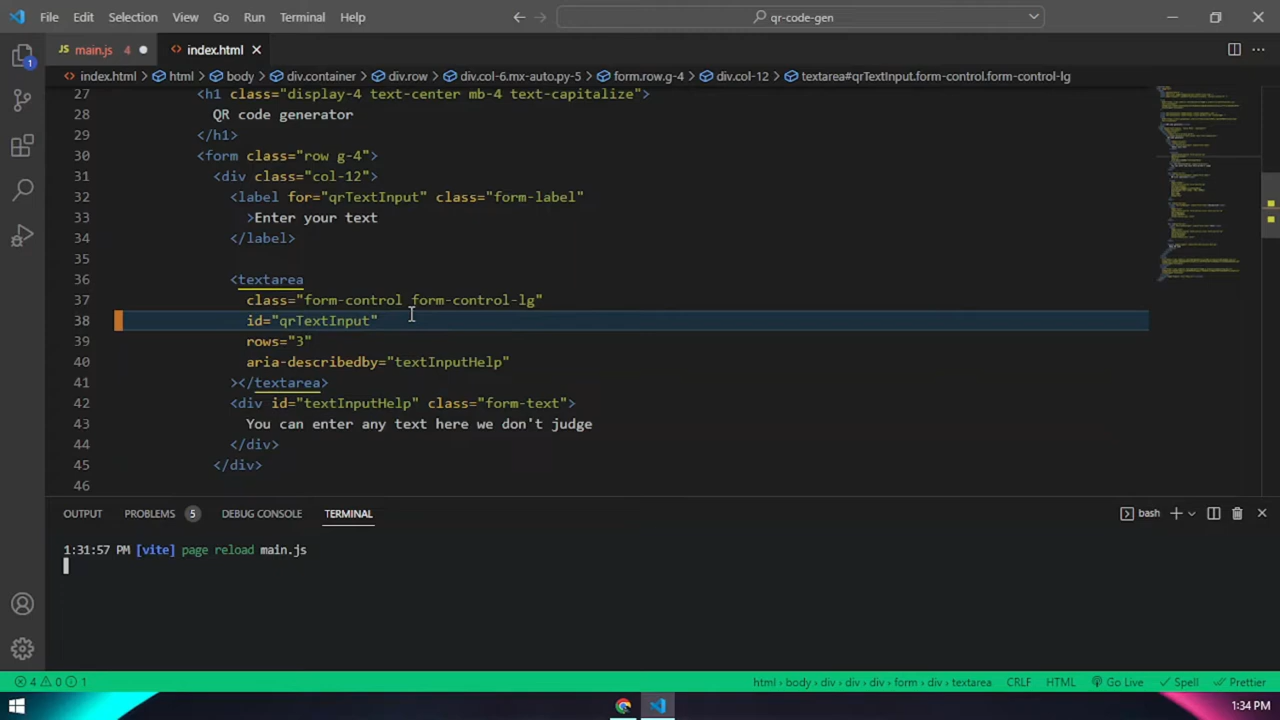 File Edit Selection View Go Run Terminal Help qr-code-gen
JS main.js 4 index.html
1
index.html html body div.container div.row div.col-6.mx-auto.py-5 form.row.g-4 div.col-12 textarea#qrTextInput.form-control.form-control-lg
27 <h1 class="display-4 text-center mb-4 text-capitalize">
28 QR code generator
29 </h1>
30 <form class="row g-4">
31 <div class="col-12">
32 <label for="qrTextInput" class="form-label"
33 >Enter your text
34 </label>
35
36 <textarea
37 class="form-control form-control-lg"
38 id="qrTextInput"
39 rows="3"
40 aria-describedby="textInputHelp"
41 ></textarea>
42 <div id="textInputHelp" class="form-text">
43 You can enter any text here we don't judge
44 </div>
45 </div>
46
OUTPUT PROBLEMS 5 DEBUG CONSOLE TERMINAL bash
1:31:57 PM [vite] page reload main.js
4 0 1 html › body › div › div › div › form › div › textarea CRLF HTML Go Live Spell Prettier
1:34 PM